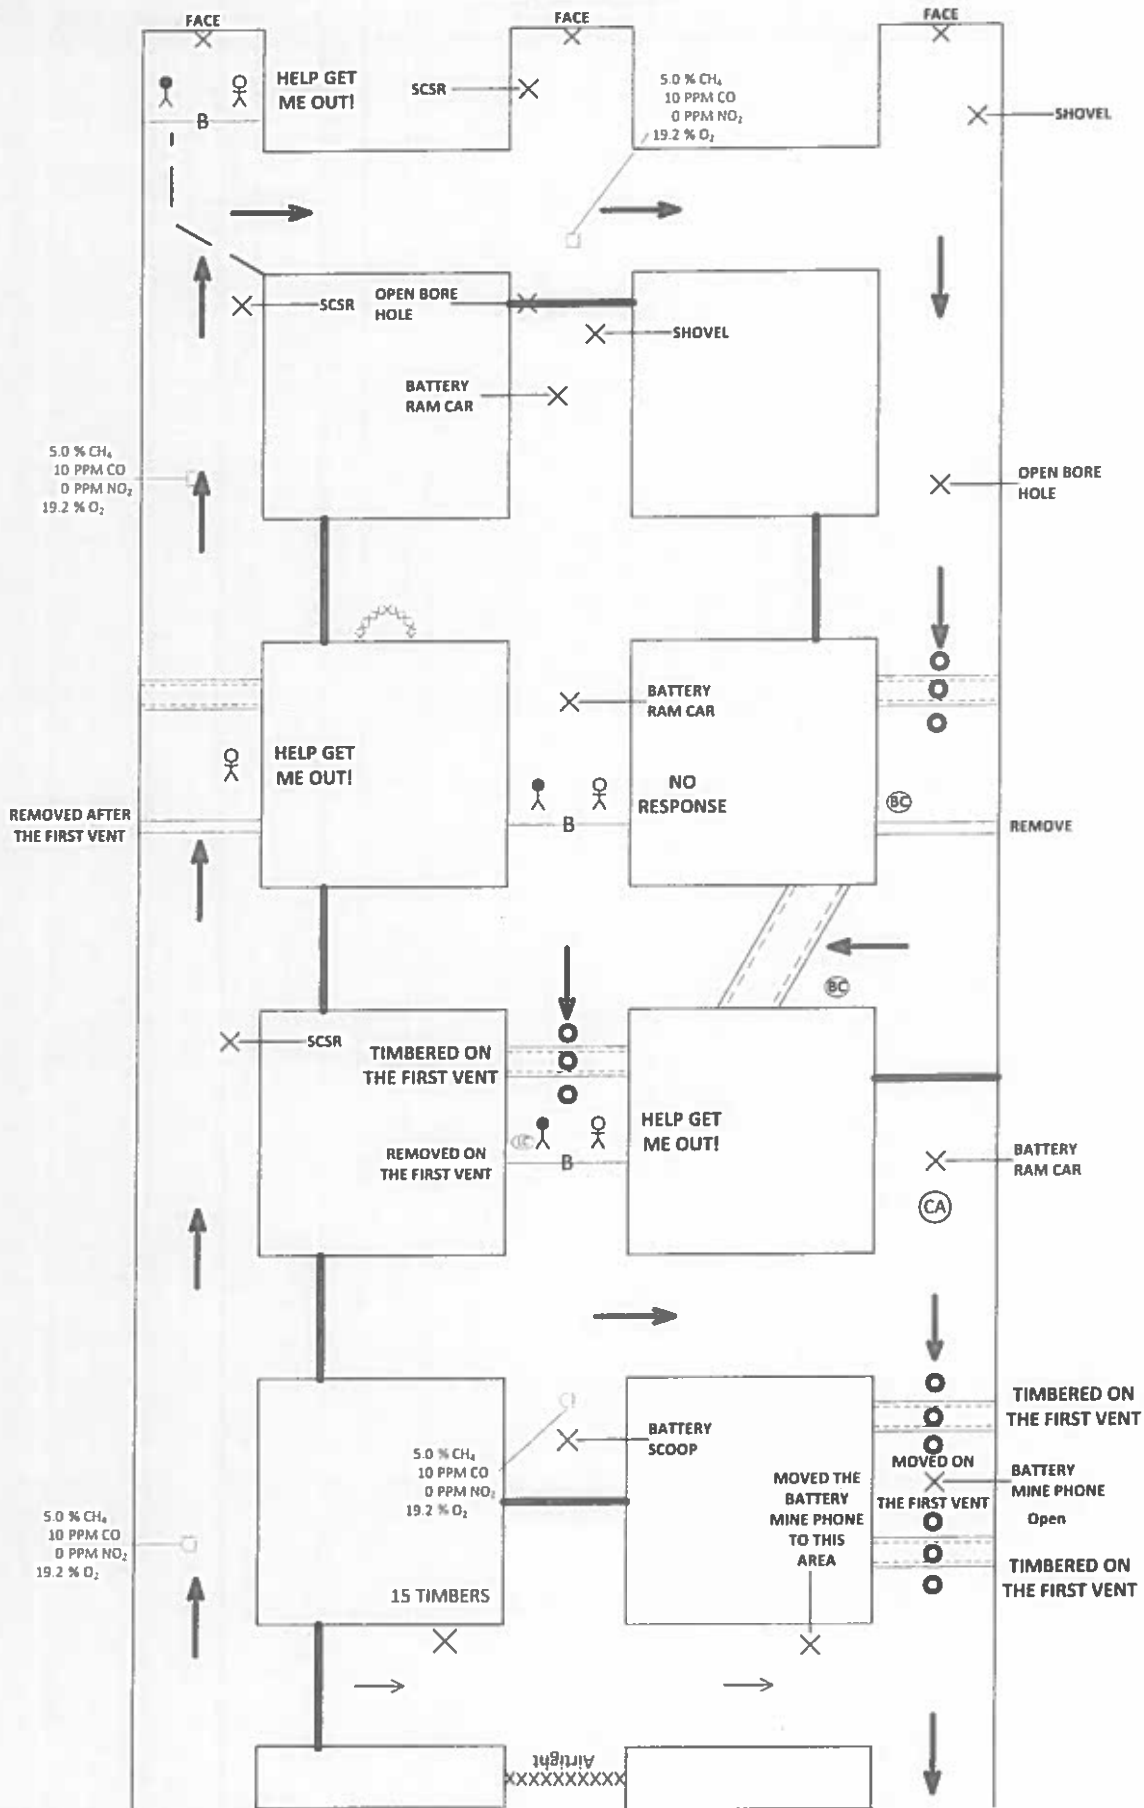 FACE
FACE
FACE
HELP GET
ME OUT!
B
SCSR
5.0 % CH₄
10 PPM CO
0 PPM NO₂
19.2 % O₂
SHOVEL
SCSR
OPEN BORE
HOLE
SHOVEL
BATTERY
RAM CAR
5.0 % CH₄
10 PPM CO
0 PPM NO₂
19.2 % O₂
OPEN BORE
HOLE
BATTERY
RAM CAR
HELP GET
ME OUT!
NO
RESPONSE
BC
REMOVED AFTER
THE FIRST VENT
B
REMOVE
BC
SCSR
TIMBERED ON
THE FIRST VENT
HELP GET
ME OUT!
REMOVED ON
THE FIRST VENT
B
BATTERY
RAM CAR
CA
TIMBERED ON
THE FIRST VENT
BATTERY
SCOOP
5.0 % CH₄
10 PPM CO
0 PPM NO₂
19.2 % O₂
MOVED ON
THE FIRST VENT
BATTERY
MINE PHONE
Open
MOVED THE
BATTERY
MINE PHONE
TO THIS
AREA
5.0 % CH₄
10 PPM CO
0 PPM NO₂
19.2 % O₂
TIMBERED ON
THE FIRST VENT
15 TIMBERS
Airtight
XXXXXXXXXX